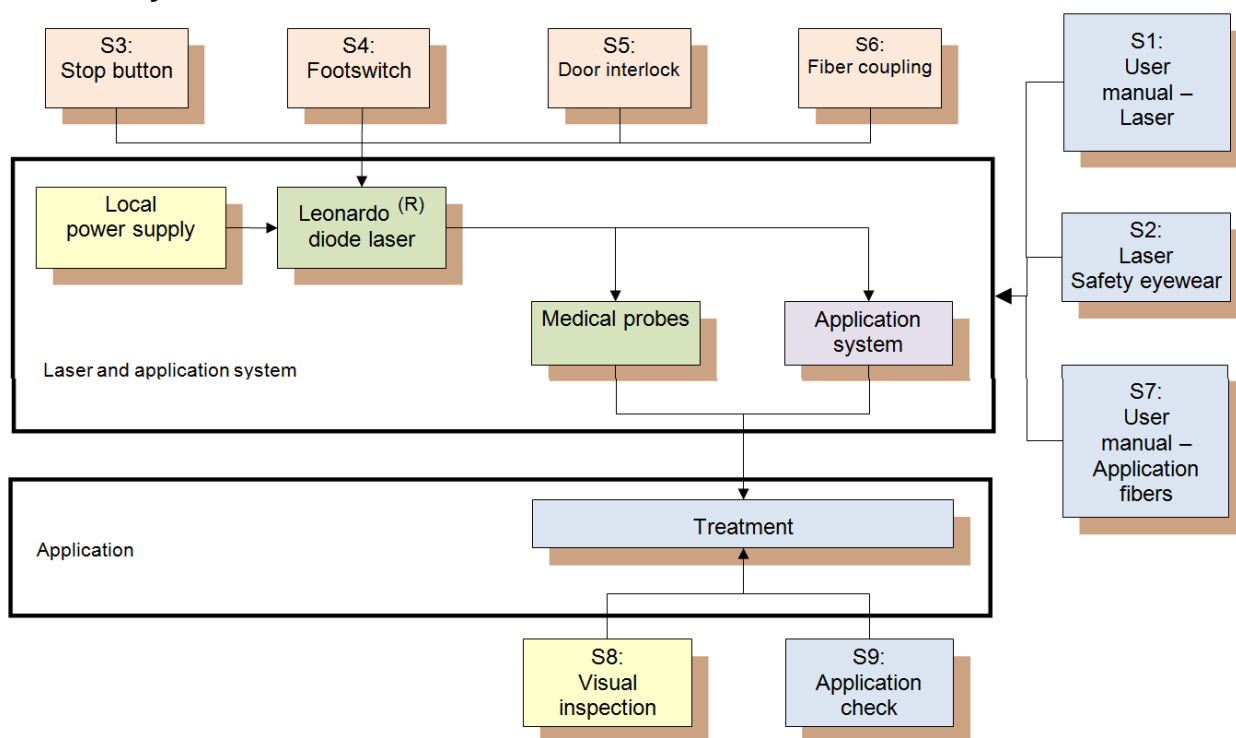 S3:
Stop button
S4:
Footswitch
S5:
Door interlock
S6:
Fiber coupling
S1:
User
manual –
Laser
Local
power supply
Leonardo (R)
diode laser
S2:
Laser
Safety eyewear
Medical probes
Application
system
Laser and application system
S7:
User
manual –
Application
fibers
Treatment
Application
S8:
Visual
inspection
S9:
Application
check